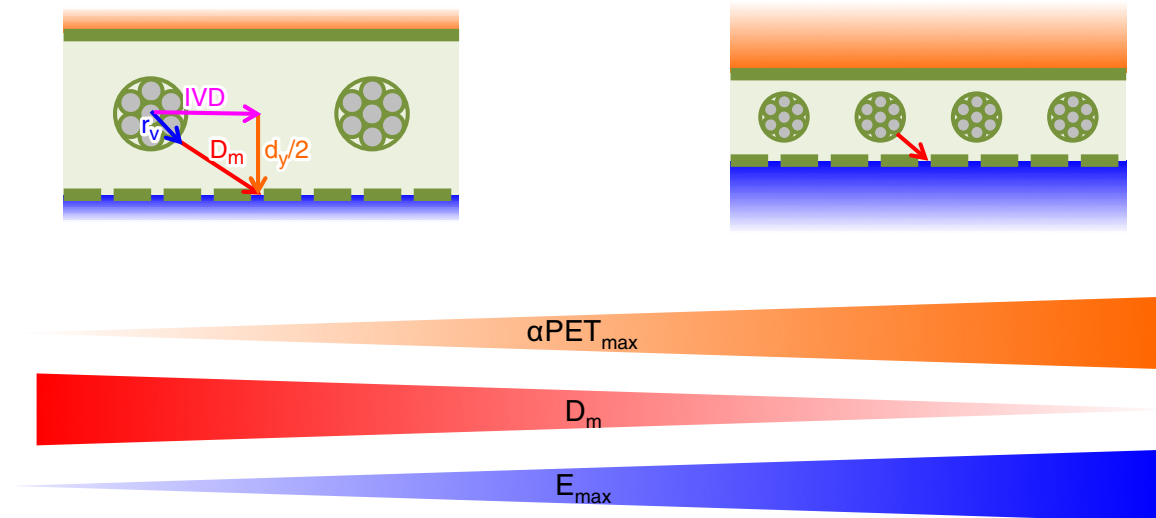 IVD
r_v
D_m
d_y/2
αPET_max
D_m
E_max